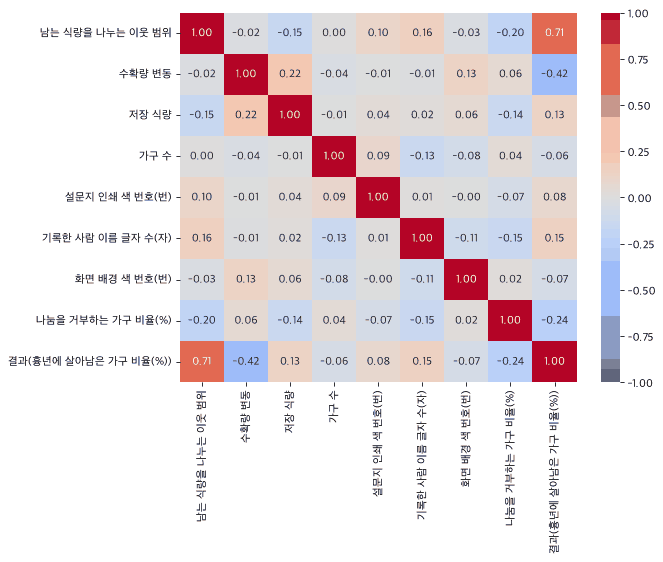 남는 식량을 나누는 이웃 범위 1.00 -0.02 -0.15 0.00 0.10 0.16 -0.03 -0.20 0.71
수확량 변동 -0.02 1.00 0.22 -0.04 -0.01 -0.01 0.13 0.06 -0.42
저장 식량 -0.15 0.22 1.00 -0.01 0.04 0.02 0.06 -0.14 0.13
가구 수 0.00 -0.04 -0.01 1.00 0.09 -0.13 -0.08 0.04 -0.06
설문지 인쇄 색 번호(번) 0.10 -0.01 0.04 0.09 1.00 0.01 -0.00 -0.07 0.08
기록한 사람 이름 글자 수(자) 0.16 -0.01 0.02 -0.13 0.01 1.00 -0.11 -0.15 0.15
화면 배경 색 번호(번) -0.03 0.13 0.06 -0.08 -0.00 -0.11 1.00 0.02 -0.07
나눔을 거부하는 가구 비율(%) -0.20 0.06 -0.14 0.04 -0.07 -0.15 0.02 1.00 -0.24
결과(흉년에 살아남은 가구 비율(%)) 0.71 -0.42 0.13 -0.06 0.08 0.15 -0.07 -0.24 1.00
남는 식량을 나누는 이웃 범위
수확량 변동
저장 식량
가구 수
설문지 인쇄 색 번호(번)
기록한 사람 이름 글자 수(자)
화면 배경 색 번호(번)
나눔을 거부하는 가구 비율(%)
결과(흉년에 살아남은 가구 비율(%))
1.00
0.75
0.50
0.25
0.00
-0.25
-0.50
-0.75
-1.00